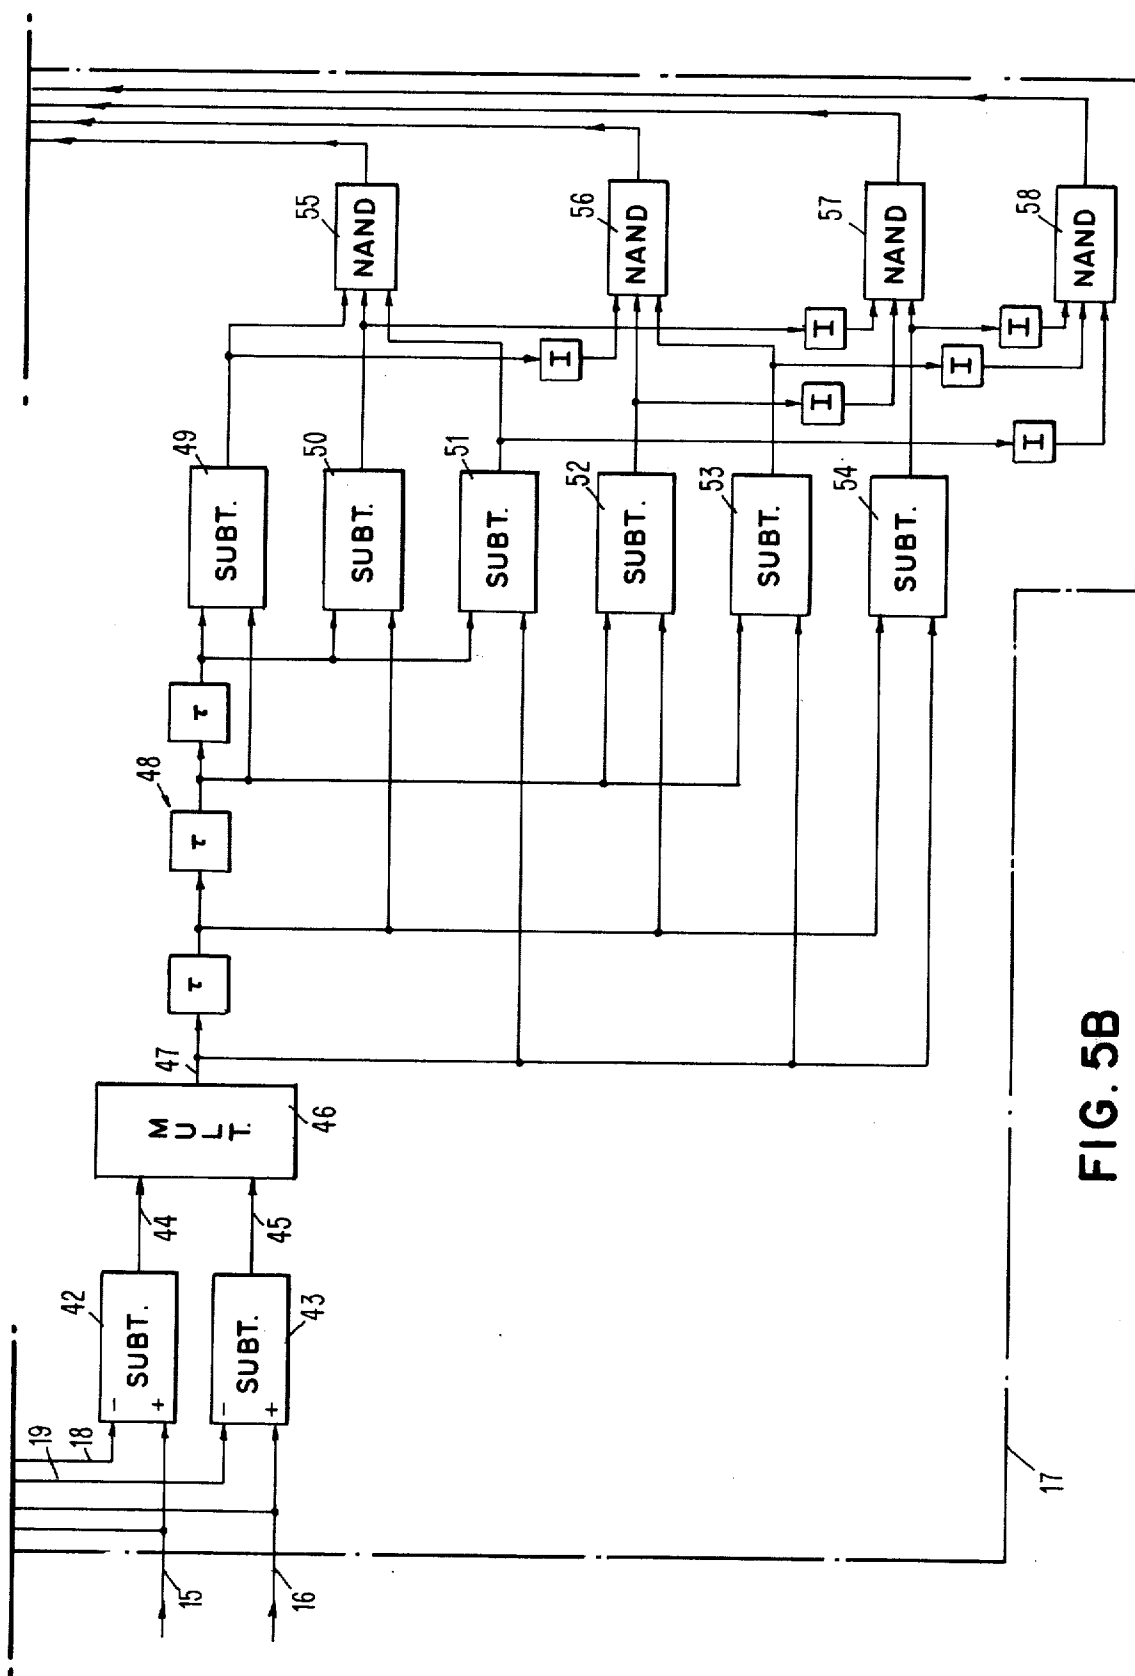 15
16
19
18
-
+
SUBT.
42
-
+
SUBT.
43
44
45
MULT.
46
47
τ
τ
48
τ
SUBT.
49
SUBT.
50
SUBT.
51
SUBT.
52
SUBT.
53
SUBT.
54
I
I
I
I
I
I
NAND
55
NAND
56
NAND
57
NAND
58
17
FIG. 5B